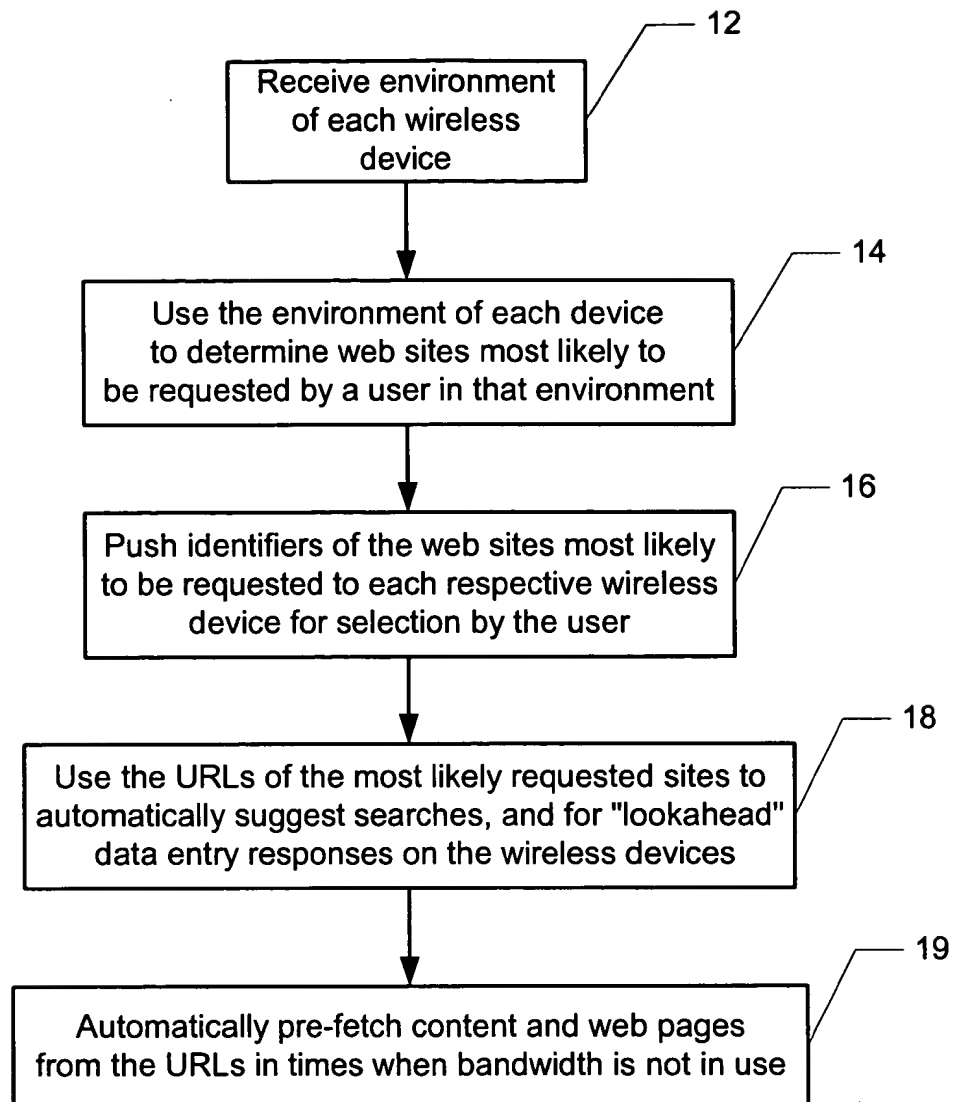 12
Receive environment
of each wireless
device
14
Use the environment of each device
to determine web sites most likely to
be requested by a user in that environment
16
Push identifiers of the web sites most likely
to be requested to each respective wireless
device for selection by the user
18
Use the URLs of the most likely requested sites to
automatically suggest searches, and for "lookahead"
data entry responses on the wireless devices
19
Automatically pre-fetch content and web pages
from the URLs in times when bandwidth is not in use